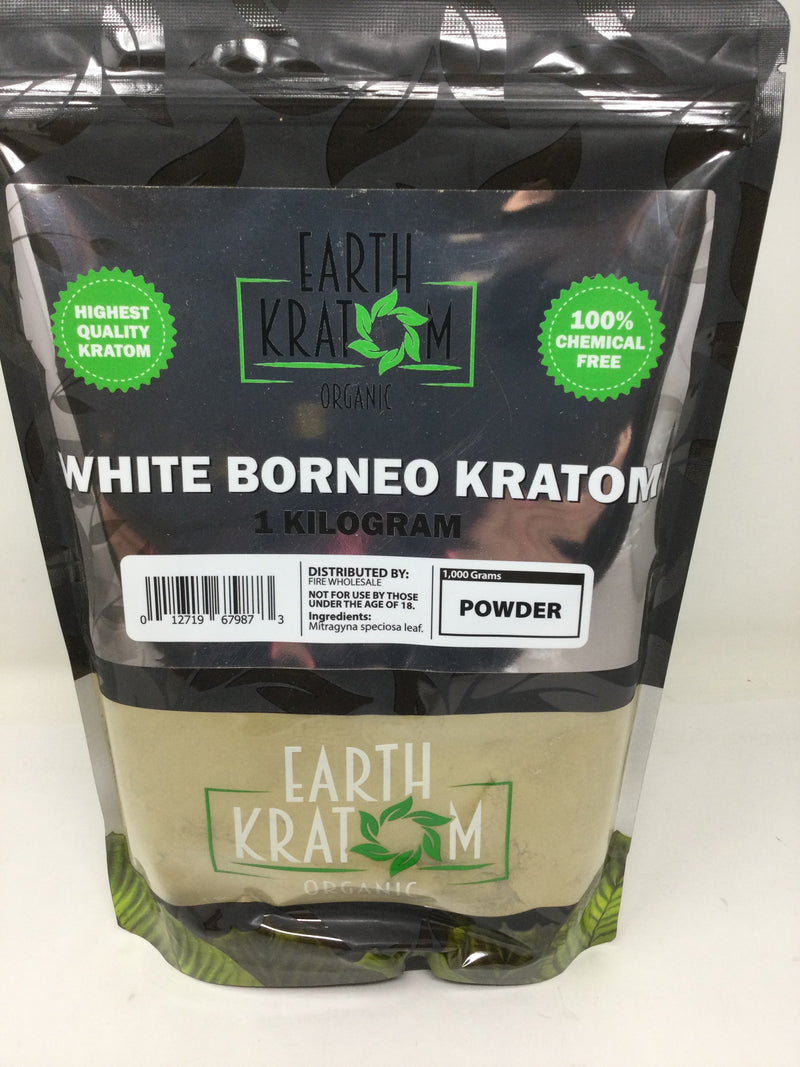 EARTH
KRATOM
ORGANIC
HIGHEST
QUALITY
KRATOM
100%
CHEMICAL
FREE
WHITE BORNEO KRATOM
1 KILOGRAM
0 12719 67987 3
DISTRIBUTED BY:
FIRE WHOLESALE
NOT FOR USE BY THOSE
UNDER THE AGE OF 18.
Ingredients:
Mitragyna speciosa leaf.
1,000 Grams
POWDER
EARTH
KRATOM
ORGANIC